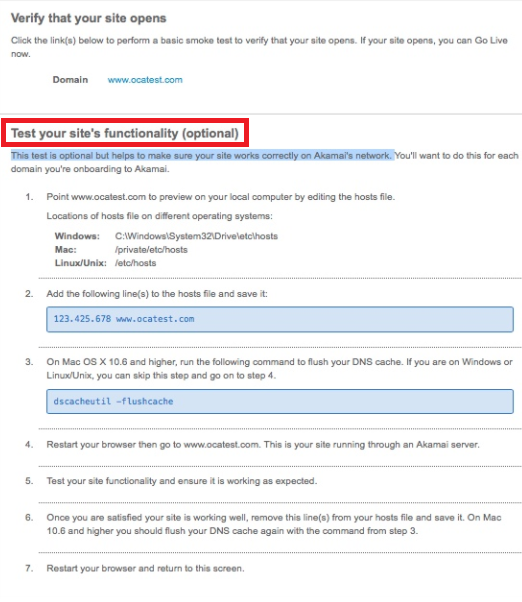 Verify that your site opens
Click the link(s) below to perform a basic smoke test to verify that your site opens. If your site opens, you can Go Live
now.
Domain www.ocatest.com
Test your site's functionality (optional)
This test is optional but helps to make sure your site works correctly on Akamai's network. You'll want to do this for each
domain you're onboarding to Akamai.
1. Point www.ocatest.com to preview on your local computer by editing the hosts file.
Locations of hosts file on different operating systems:
Windows: C:\Windows\System32\Drive\etc\hosts
Mac: /private/etc/hosts
Linux/Unix: /etc/hosts
2. Add the following line(s) to the hosts file and save it:
123.425.678 www.ocatest.com
3. On Mac OS X 10.6 and higher, run the following command to flush your DNS cache. If you are on Windows or
Linux/Unix, you can skip this step and go on to step 4.
dscacheutil -flushcache
4. Restart your browser then go to www.ocatest.com. This is your site running through an Akamai server.
5. Test your site functionality and ensure it is working as expected.
6. Once you are satisfied your site is working well, remove this line(s) from your hosts file and save it. On Mac
10.6 and higher you should flush your DNS cache again with the command from step 3.
7. Restart your browser and return to this screen.